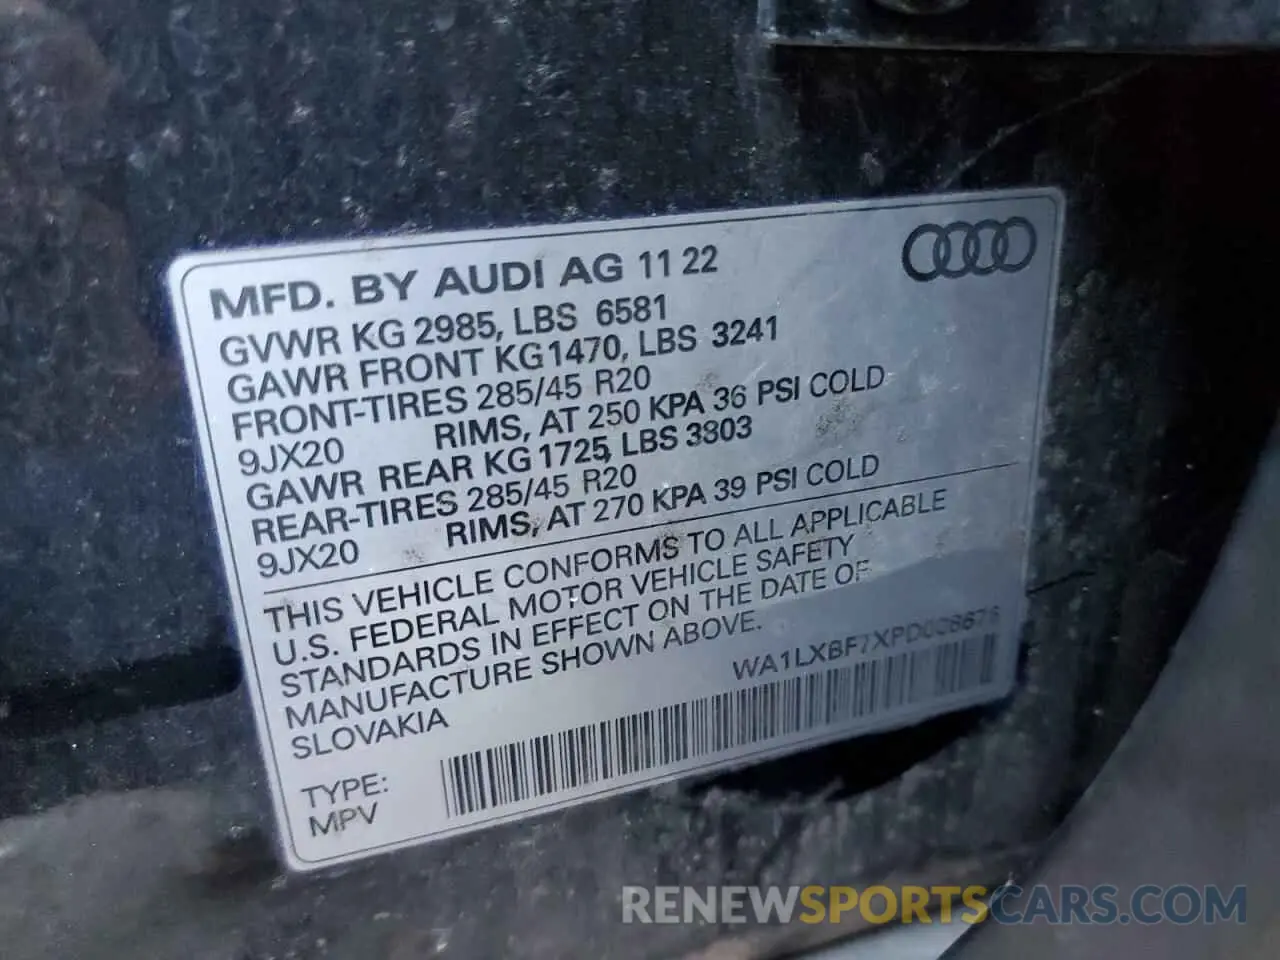 MFD. BY AUDI AG 11 22
GVWR KG 2985, LBS 6581
GAWR FRONT KG1470, LBS 3241
FRONT-TIRES 285/45 R20
9JX20 RIMS, AT 250 KPA 36 PSI COLD
GAWR REAR KG1725, LBS 3803
REAR-TIRES 285/45 R20
9JX20 RIMS, AT 270 KPA 39 PSI COLD
THIS VEHICLE CONFORMS TO ALL APPLICABLE
U.S. FEDERAL MOTOR VEHICLE SAFETY
STANDARDS IN EFFECT ON THE DATE OF
MANUFACTURE SHOWN ABOVE.
SLOVAKIA
TYPE:
MPV
RENEWSPORTSCARS.COM